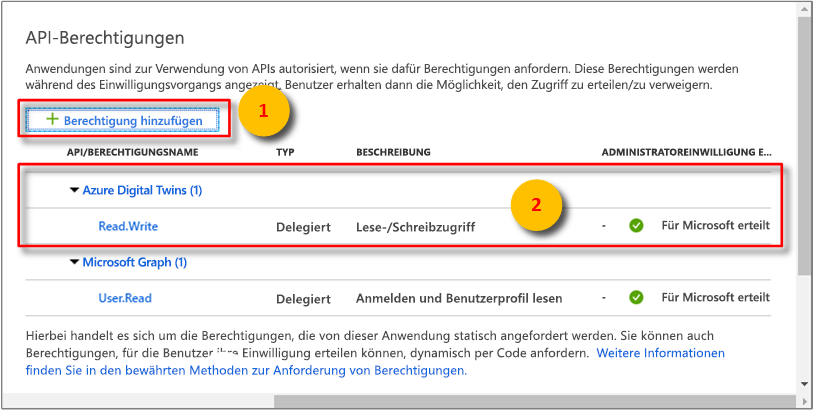 API-Berechtigungen
Anwendungen sind zur Verwendung von APIs autorisiert, wenn sie dafür Berechtigungen anfordern. Diese Berechtigungen werden
während des Einwilligungsvorgangs angezeigt. Benutzer erhalten dann die Möglichkeit, den Zugriff zu erteilen/zu verweigern.
+ Berechtigung hinzufügen 1
API/BERECHTIGUNGSNAME TYP BESCHREIBUNG ADMINISTRATOREINWILLIGUNG E...
Azure Digital Twins (1) 2
Read.Write Delegiert Lese-/Schreibzugriff - Für Microsoft erteilt
Microsoft Graph (1)
User.Read Delegiert Anmelden und Benutzerprofil lesen - Für Microsoft erteilt
Hierbei handelt es sich um die Berechtigungen, die von dieser Anwendung statisch angefordert werden. Sie können auch
Berechtigungen, für die Benutzer ihre Einwilligung erteilen können, dynamisch per Code anfordern. Weitere Informationen
finden Sie in den bewährten Methoden zur Anforderung von Berechtigungen.